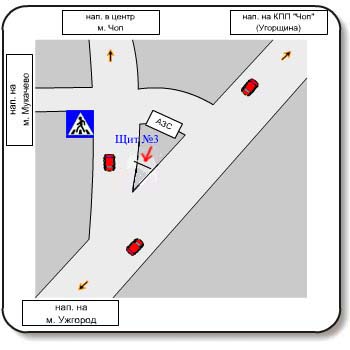 нап. в центр
м. Чоп
нап. на КПП "Чоп"
(Угорщина)
нап. на
м. Мукачево
АЗС
Щит №3
нап. на
м. Ужгород